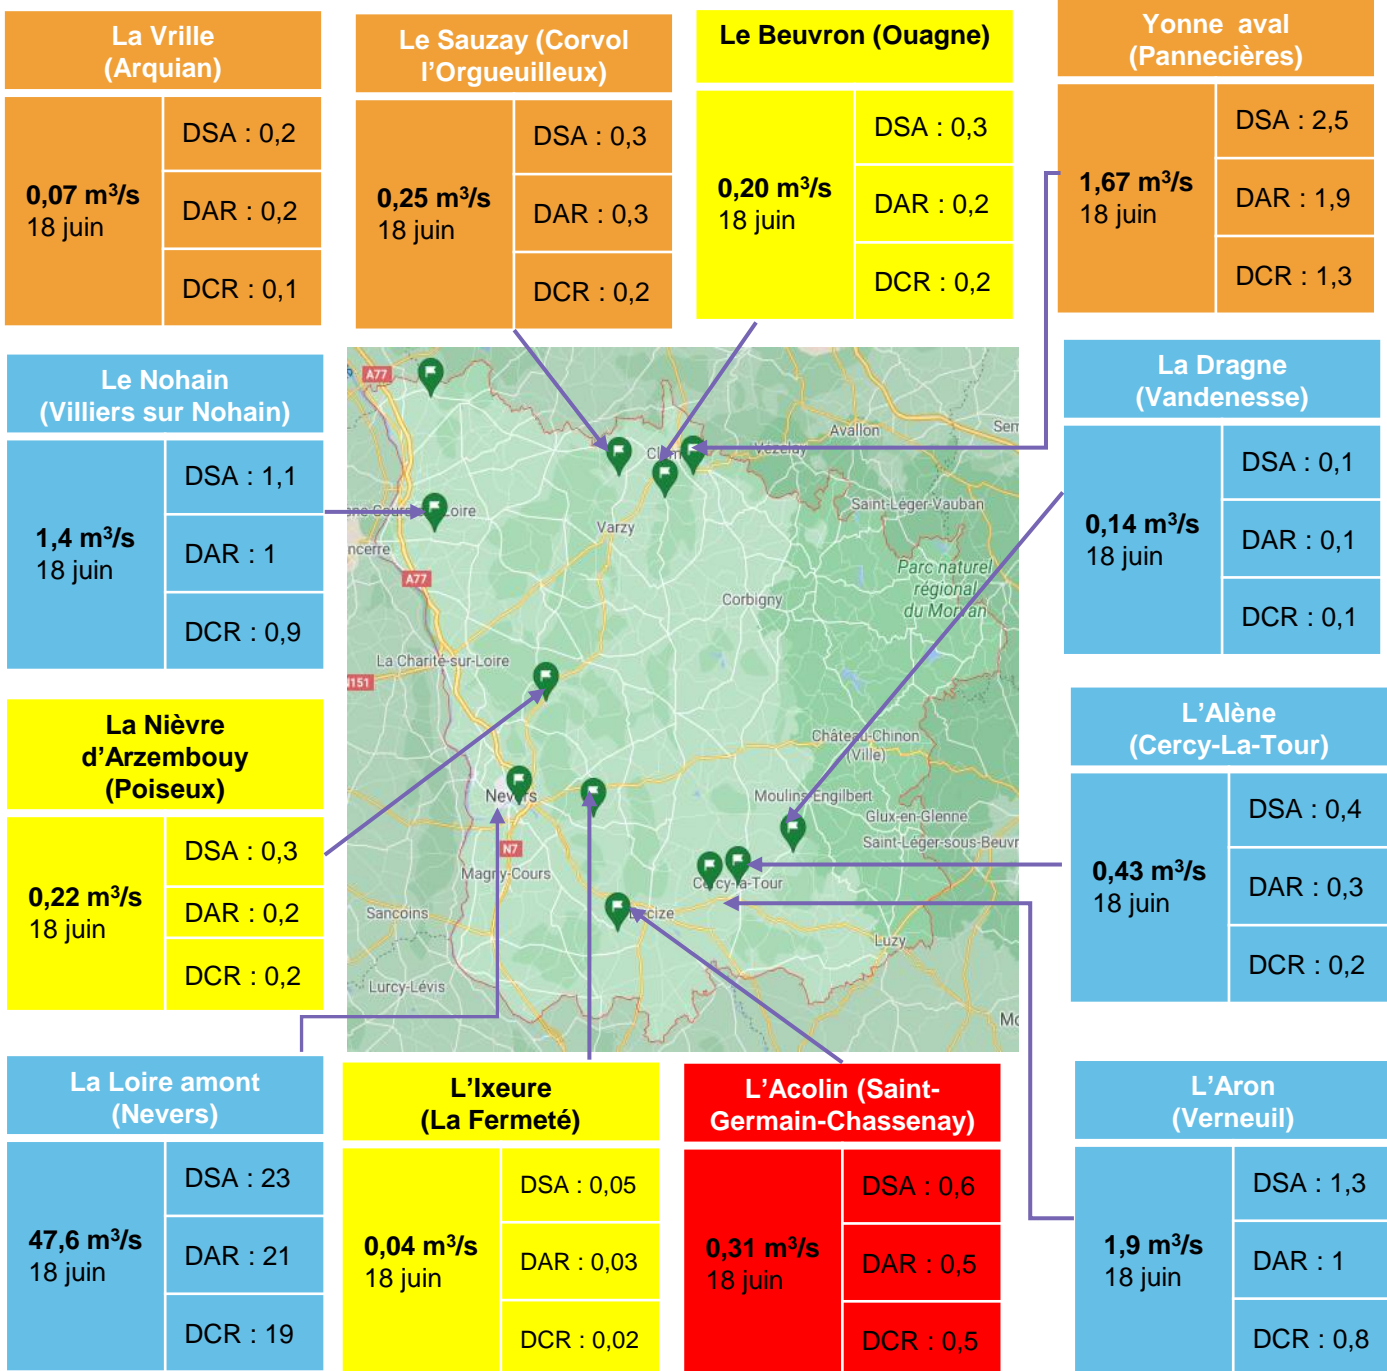 La Vrille
(Arquian)
0,07 m³/s
18 juin
DSA : 0,2
DAR : 0,2
DCR : 0,1
Le Sauzay (Corvol
l'Orgueuilleux)
0,25 m³/s
18 juin
DSA : 0,3
DAR : 0,3
DCR : 0,2
Le Beuvron (Ouagne)
0,20 m³/s
18 juin
DSA : 0,3
DAR : 0,2
DCR : 0,2
Yonne aval
(Pannecières)
1,67 m³/s
18 juin
DSA : 2,5
DAR : 1,9
DCR : 1,3
Le Nohain
(Villiers sur Nohain)
1,4 m³/s
18 juin
DSA : 1,1
DAR : 1
DCR : 0,9
A77
Avallon
Vézelay
Saint-Léger-Vauban
Loire
Varzy
A77
Parc naturel
régional
du Morvan
Corbigny
La Charité-sur-Loire
N151
Château-Chinon
(Ville)
Nevers
Moulins-Engilbert
Glux-en-Glenne
N7
Magny-Cours
Cercy-la-Tour
Sancoins
Luzy
Lurcy-Lévis
La Dragne
(Vandenesse)
0,14 m³/s
18 juin
DSA : 0,1
DAR : 0,1
DCR : 0,1
La Nièvre
d'Arzembouy
(Poiseux)
0,22 m³/s
18 juin
DSA : 0,3
DAR : 0,2
DCR : 0,2
L'Alène
(Cercy-La-Tour)
0,43 m³/s
18 juin
DSA : 0,4
DAR : 0,3
DCR : 0,2
La Loire amont
(Nevers)
47,6 m³/s
18 juin
DSA : 23
DAR : 21
DCR : 19
L'Ixeure
(La Fermeté)
0,04 m³/s
18 juin
DSA : 0,05
DAR : 0,03
DCR : 0,02
L'Acolin (Saint-
Germain-Chassenay)
0,31 m³/s
18 juin
DSA : 0,6
DAR : 0,5
DCR : 0,5
L'Aron
(Verneuil)
1,9 m³/s
18 juin
DSA : 1,3
DAR : 1
DCR : 0,8